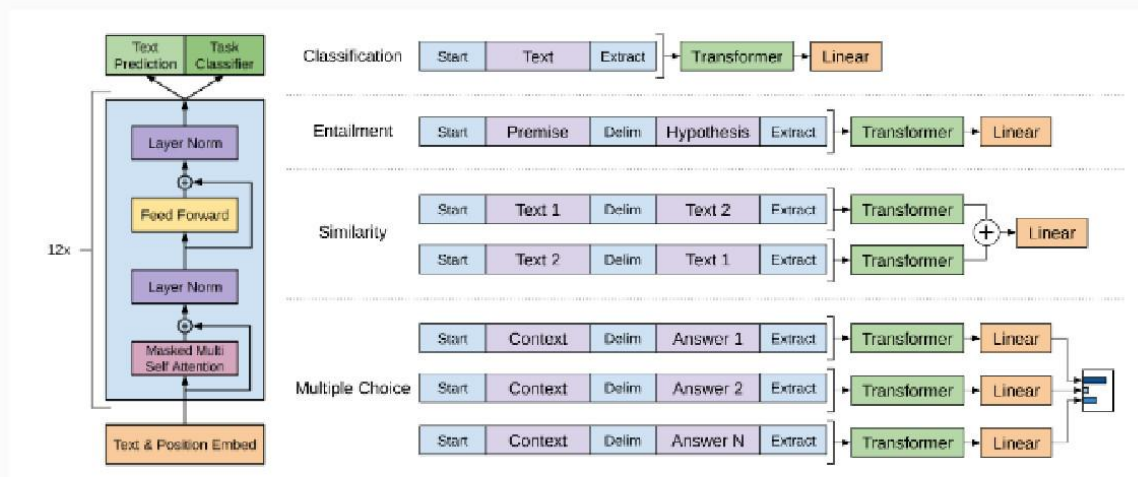 Text
Prediction
Task
Classifier
Layer Norm
Feed Forward
12x
Layer Norm
Masked Multi
Self Attention
Text & Position Embed
Classification
Start Text Extract Transformer Linear
Entailment
Start Premise Delim Hypothesis Extract Transformer Linear
Similarity
Start Text 1 Delim Text 2 Extract Transformer
+ Linear
Start Text 2 Delim Text 1 Extract Transformer
Multiple Choice
Start Context Delim Answer 1 Extract Transformer Linear
Start Context Delim Answer 2 Extract Transformer Linear
Start Context Delim Answer N Extract Transformer Linear